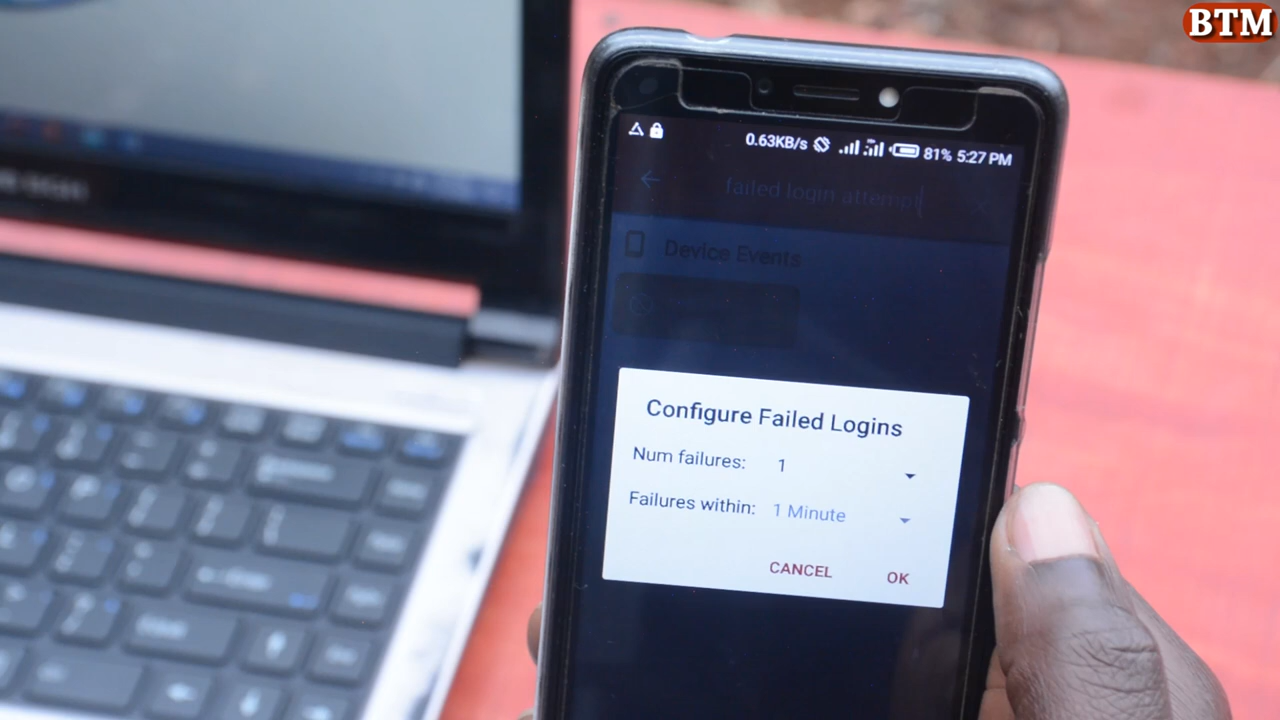 BTM
0.63KB/s 81% 5:27 PM
failed login attempt
Device Events
Configure Failed Logins
Num failures: 1
Failures within: 1 Minute
CANCEL OK